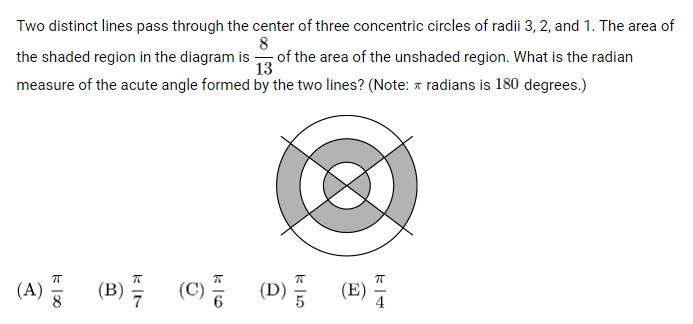 Two distinct lines pass through the center of three concentric circles of radii 3, 2, and 1. The area of
the shaded region in the diagram is 8/13 of the area of the unshaded region. What is the radian
measure of the acute angle formed by the two lines? (Note: π radians is 180 degrees.)
(A) π/8 (B) π/7 (C) π/6 (D) π/5 (E) π/4